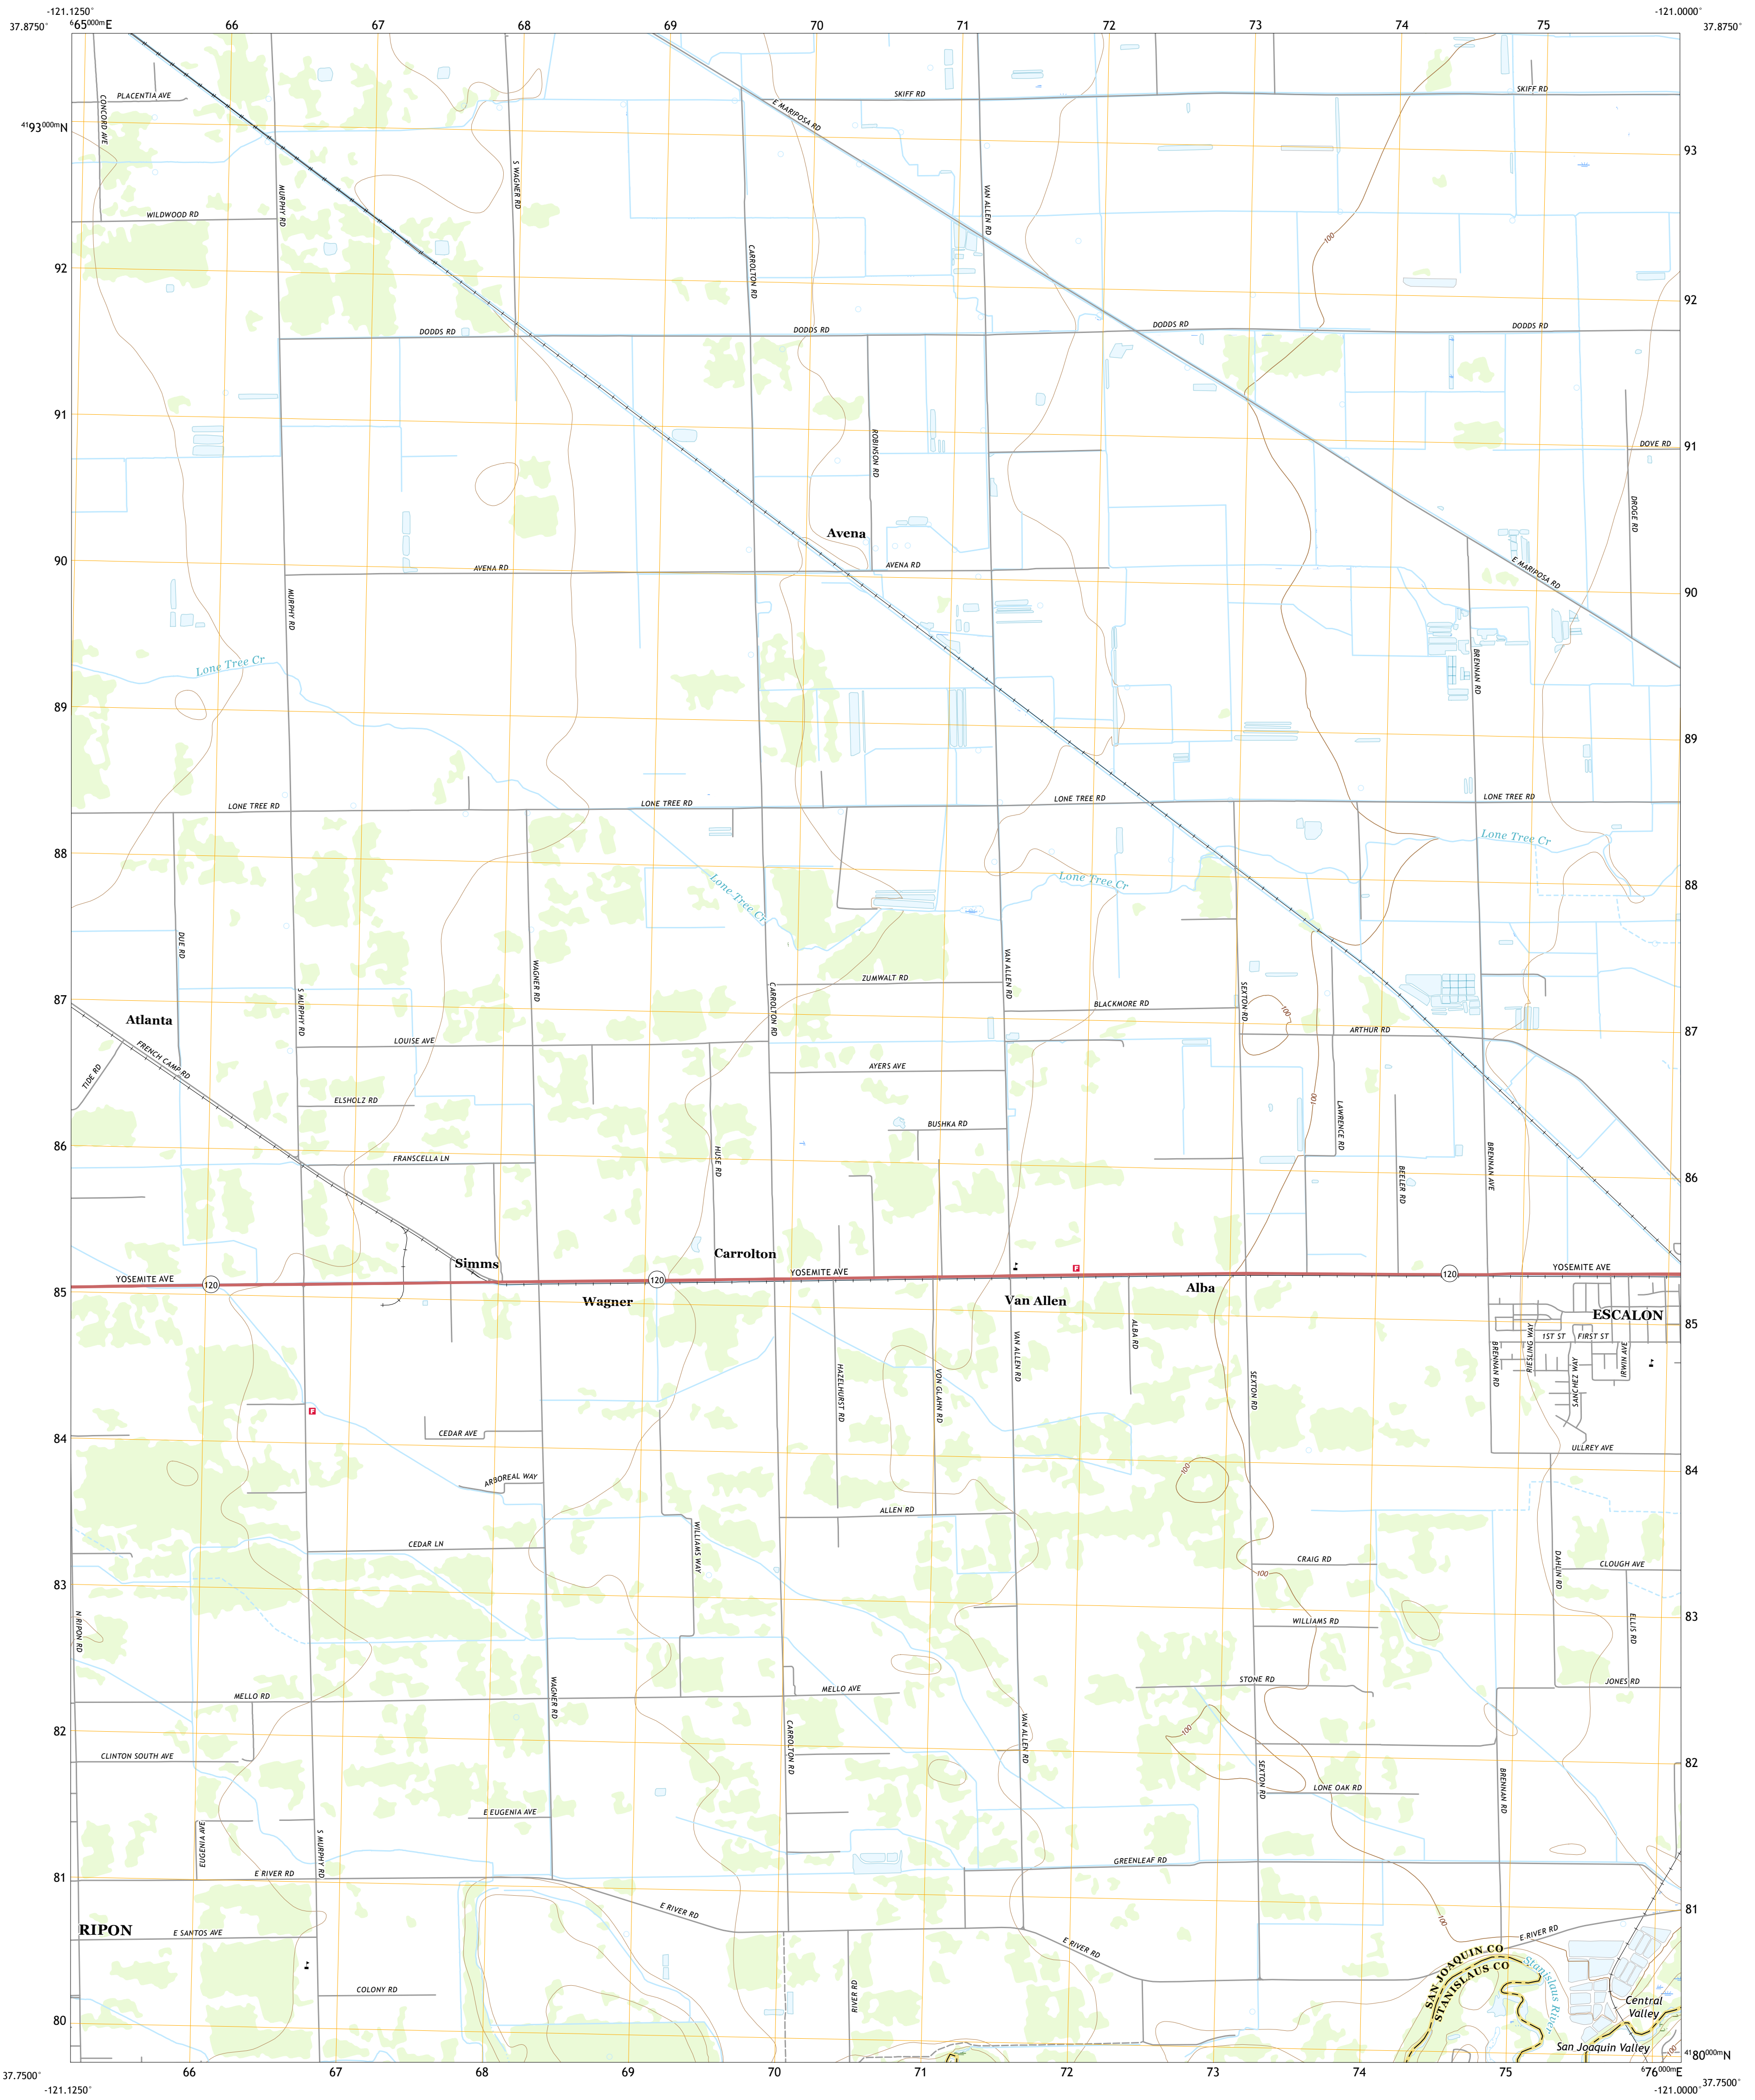 -121.1250°
-121.0000°
37.8750°
⁶65⁰⁰⁰ᵐE
66
67
68
69
70
71
72
73
74
75
37.8750°
SKIFF RD
SKIFF RD
PLACENTIA AVE
CONCORD AVE
E MARIPOSA RD
⁴¹93⁰⁰⁰ᵐN
93
S WAGNER RD
MURPHY RD
VAN ALLEN RD
WILDWOOD RD
100
CARROLTON RD
92
92
DODDS RD
DODDS RD
DODDS RD
DODDS RD
91
91
ROBINSON RD
DOVE RD
DROGE RD
Avena
90
AVENA RD
AVENA RD
E MARIPOSA RD
90
MURPHY RD
Lone Tree Cr
BRENNAN RD
89
89
LONE TREE RD
LONE TREE RD
LONE TREE RD
LONE TREE RD
Lone Tree Cr
88
Lone Tree Cr
Lone Tree Cr
88
DUE RD
WAGNER RD
VAN ALLEN RD
ZUMWALT RD
87
S MURPHY RD
CARROLTON RD
SEXTON RD
BLACKMORE RD
100
Atlanta
ARTHUR RD
87
LOUISE AVE
FRENCH CAMP RD
TIDE RD
AYERS AVE
ELSHOLZ RD
100
LAWRENCE RD
BUSHKA RD
86
HUSE RD
FRANSCELLA LN
BEELER RD
BRENNAN AVE
86
Simms
Carrolton
YOSEMITE AVE
120
120
YOSEMITE AVE
120
YOSEMITE AVE
85
Wagner
Van Allen
Alba
ESCALON
85
VAN ALLEN RD
ALBA RD
RIESLING WAY
1ST ST
FIRST ST
IRWIN AVE
BRENNAN RD
SANCHEZ WAY
HAZELHURST RD
VON GLAHN RD
SEXTON RD
84
CEDAR AVE
ULLREY AVE
100
84
ARBOREAL WAY
ALLEN RD
WILLIAMS WAY
CEDAR LN
CRAIG RD
CLOUGH AVE
100
DAHLIN RD
83
N RIPON RD
WILLIAMS RD
ELLIS RD
83
STONE RD
JONES RD
MELLO RD
WAGNER RD
MELLO AVE
82
CARROLTON RD
VAN ALLEN RD
100
CLINTON SOUTH AVE
82
SEXTON RD
LONE OAK RD
BRENNAN RD
E EUGENIA AVE
EUGENIA AVE
S MURPHY RD
GREENLEAF RD
81
E RIVER RD
E RIVER RD
100
81
RIPON
E SANTOS AVE
E RIVER RD
E RIVER RD
SAN JOAQUIN CO
STANISLAUS CO
Stanislaus River
COLONY RD
RIVER RD
Central
Valley
80
San Joaquin Valley
100
⁴¹80⁰⁰⁰ᵐN
37.7500°
66
67
68
69
70
71
72
73
74
75
⁶76⁰⁰⁰ᵐE
37.7500°
-121.1250°
-121.0000°